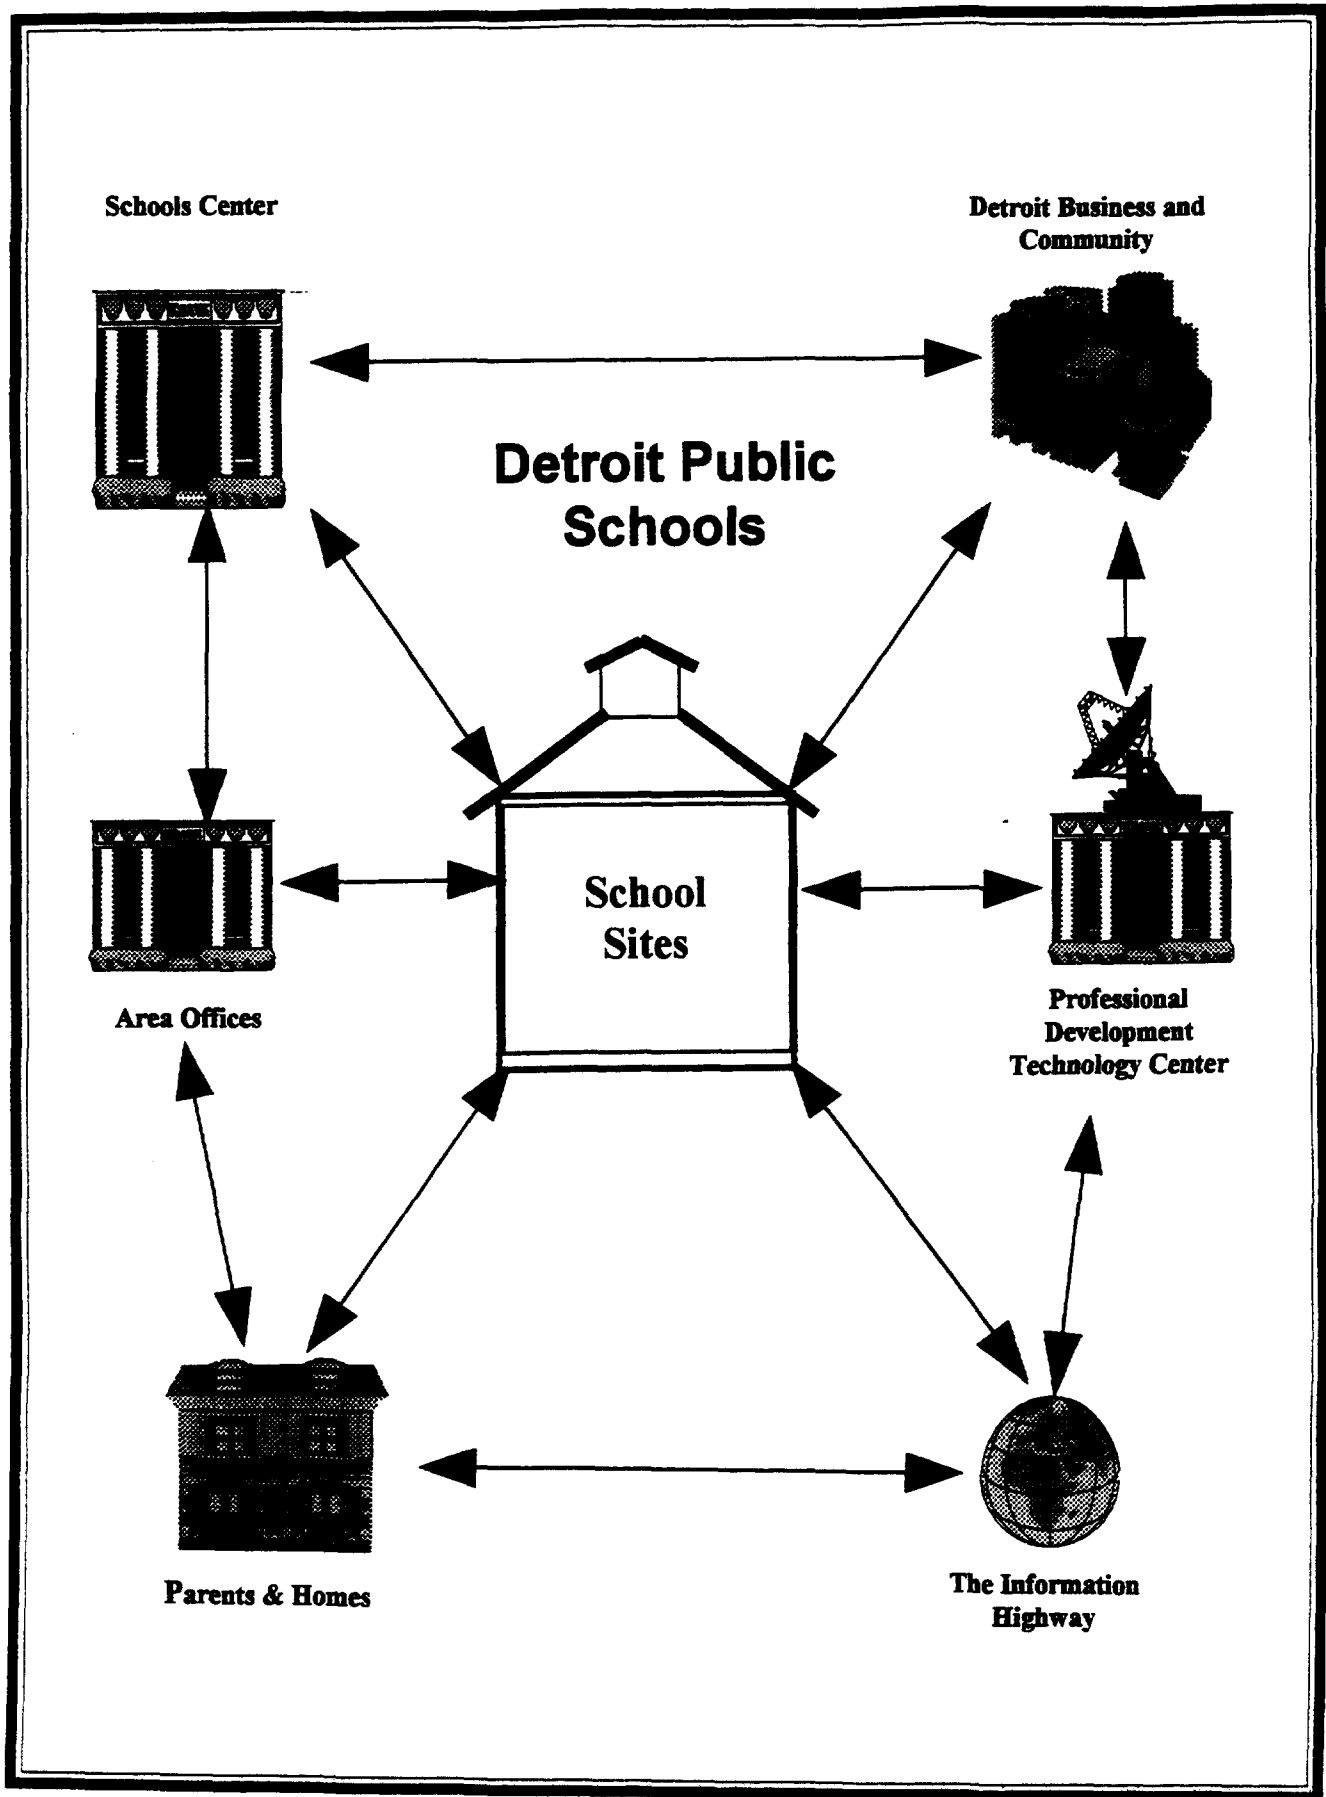 Schools Center
Detroit Business and
Community
Detroit Public
Schools
School
Sites
Area Offices
Professional
Development
Technology Center
Parents & Homes
The Information
Highway